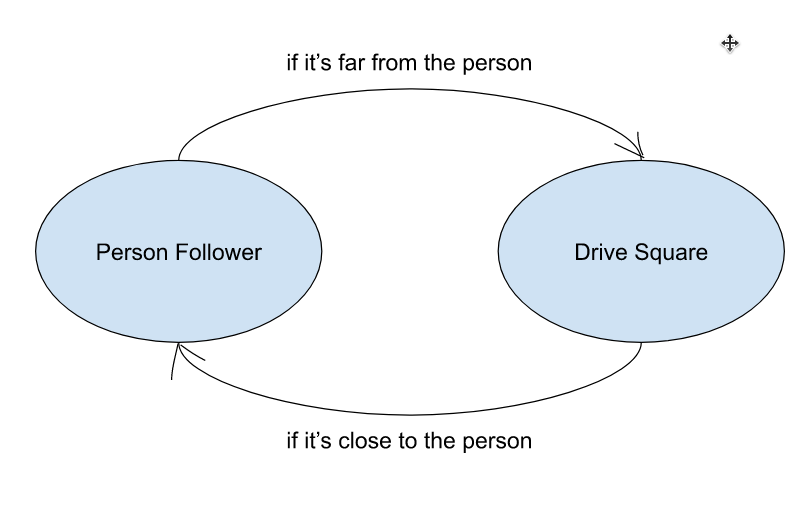 if it’s far from the person
Person Follower
Drive Square
if it’s close to the person